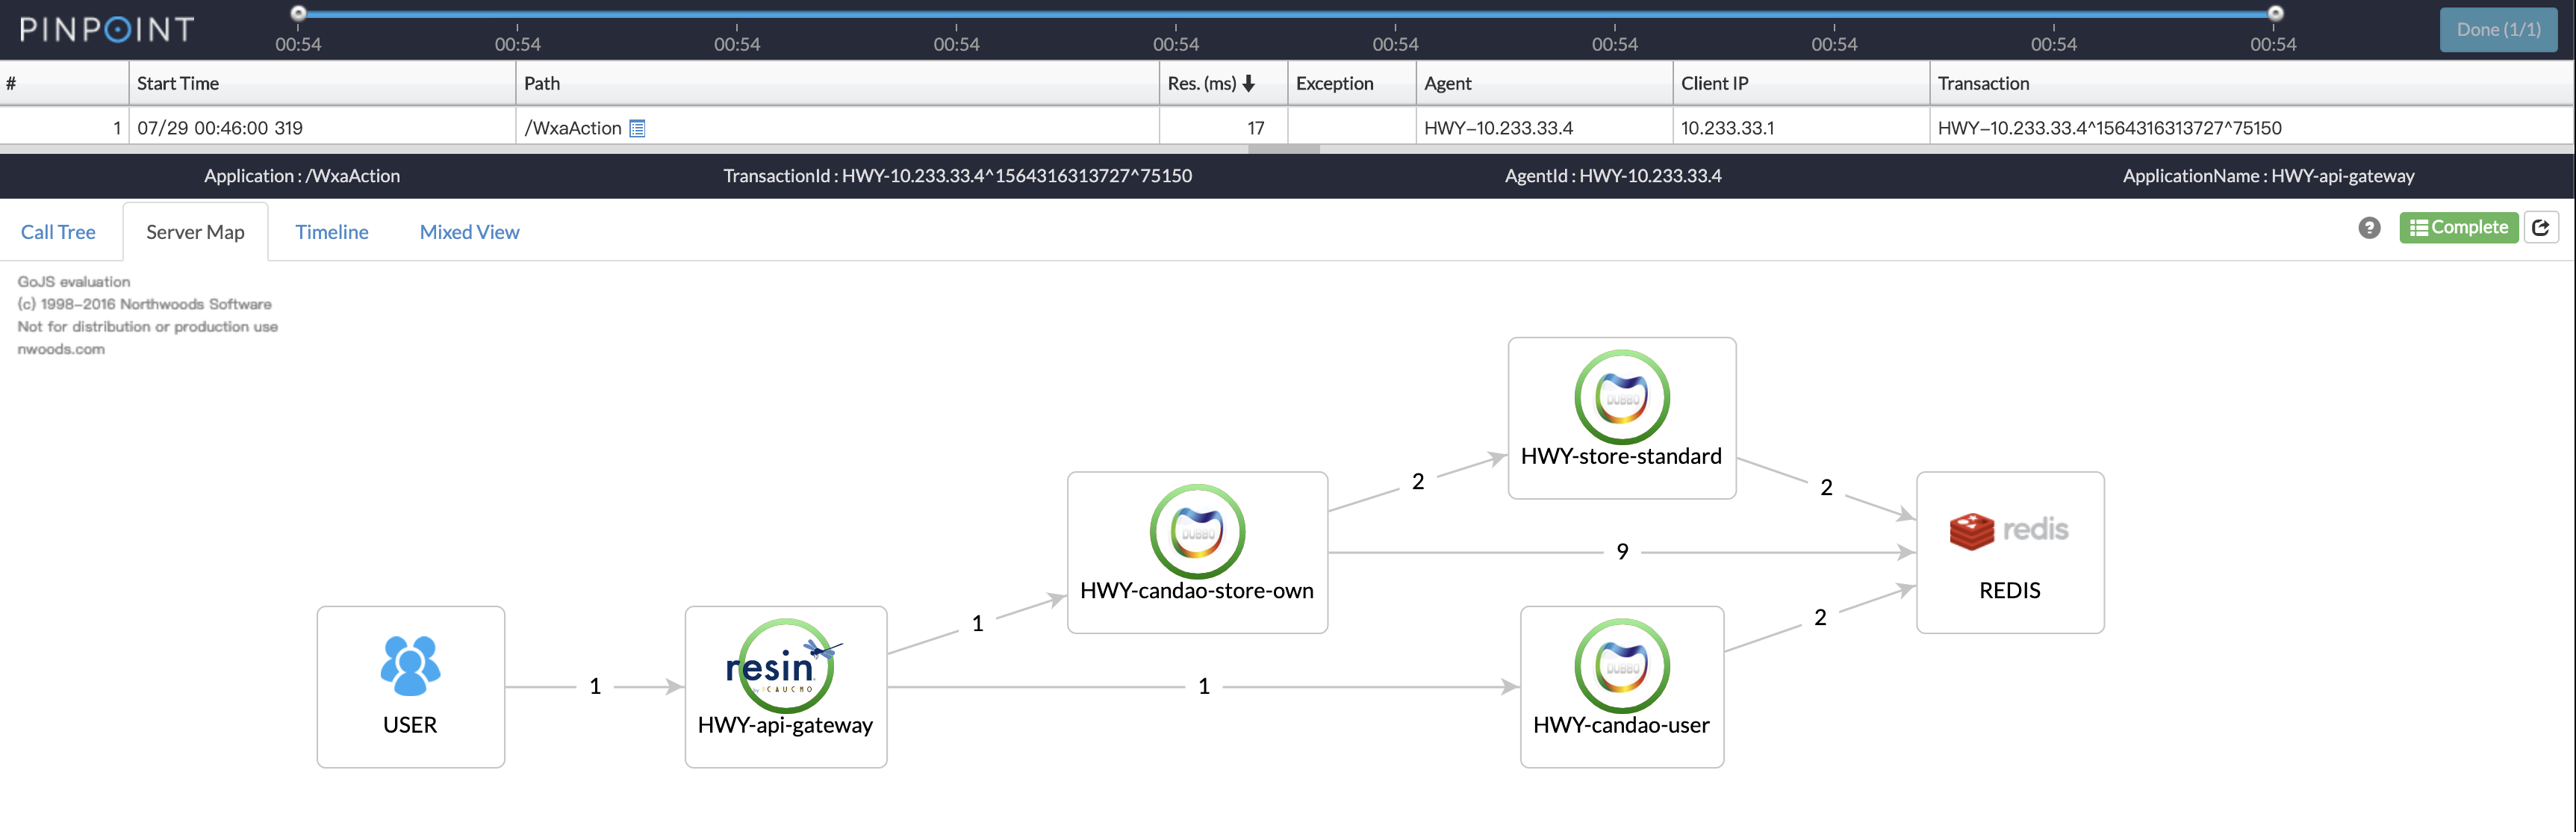 PINPOINT
00:54 00:54 00:54 00:54 00:54 00:54 00:54 00:54 00:54 00:54
Done (1/1)
# Start Time Path Res. (ms) Exception Agent Client IP Transaction
1 07/29 00:46:00 319 /WxaAction 17 HWY-10.233.33.4 10.233.33.1 HWY-10.233.33.4^1564316313727^75150
Application : /WxaAction TransactionId : HWY-10.233.33.4^1564316313727^75150 AgentId : HWY-10.233.33.4 ApplicationName : HWY-api-gateway
Call Tree Server Map Timeline Mixed View ? Complete
GoJS evaluation
(c) 1998-2016 Northwoods Software
Not for distribution or production use
nwoods.com
DUBBO
HWY-store-standard
2
2
DUBBO
redis
HWY-candao-store-own
9
REDIS
1
2
resin
by CAUCHO
DUBBO
1
1
USER
HWY-api-gateway
HWY-candao-user